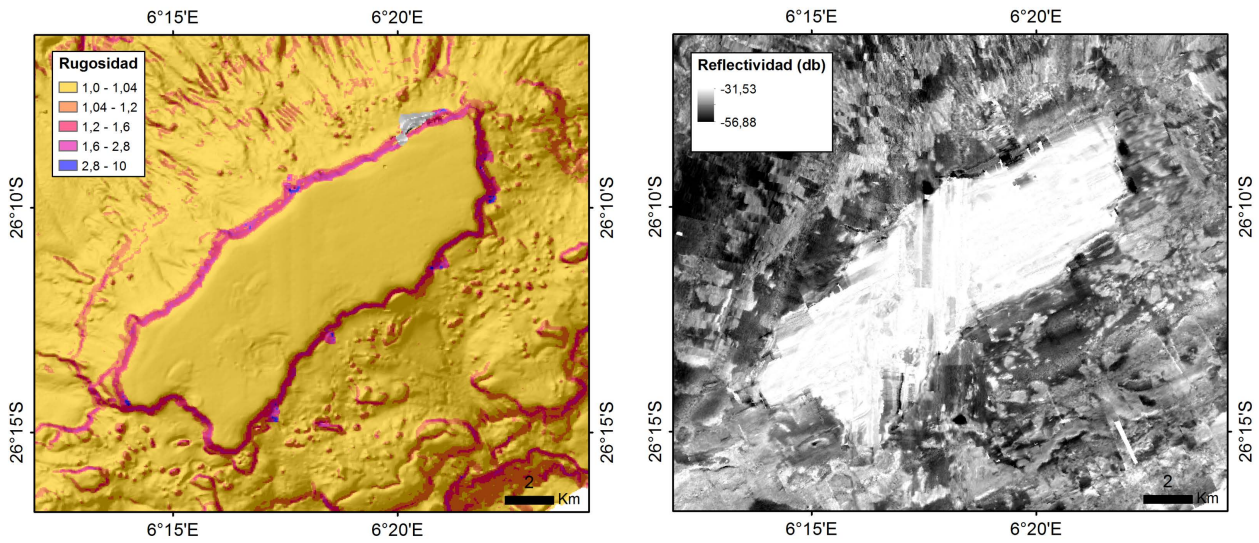 6°15'E
6°20'E
Rugosidad
1,0 - 1,04
1,04 - 1,2
1,2 - 1,6
1,6 - 2,8
2,8 - 10
26°10'S
26°10'S
26°15'S
26°15'S
2
Km
6°15'E
6°20'E
6°15'E
6°20'E
Reflectividad (db)
-31,53
-56,88
26°10'S
26°10'S
26°15'S
26°15'S
2
Km
6°15'E
6°20'E